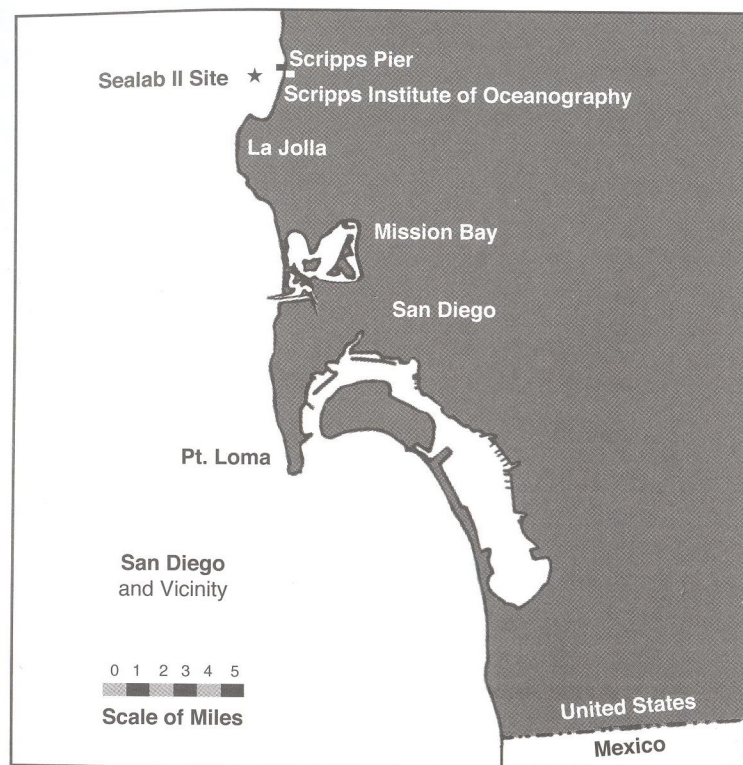 Scripps Pier
Sealab II Site
Scripps Institute of Oceanography
La Jolla
Mission Bay
San Diego
Pt. Loma
San Diego
and Vicinity
0 1 2 3 4 5
Scale of Miles
United States
Mexico